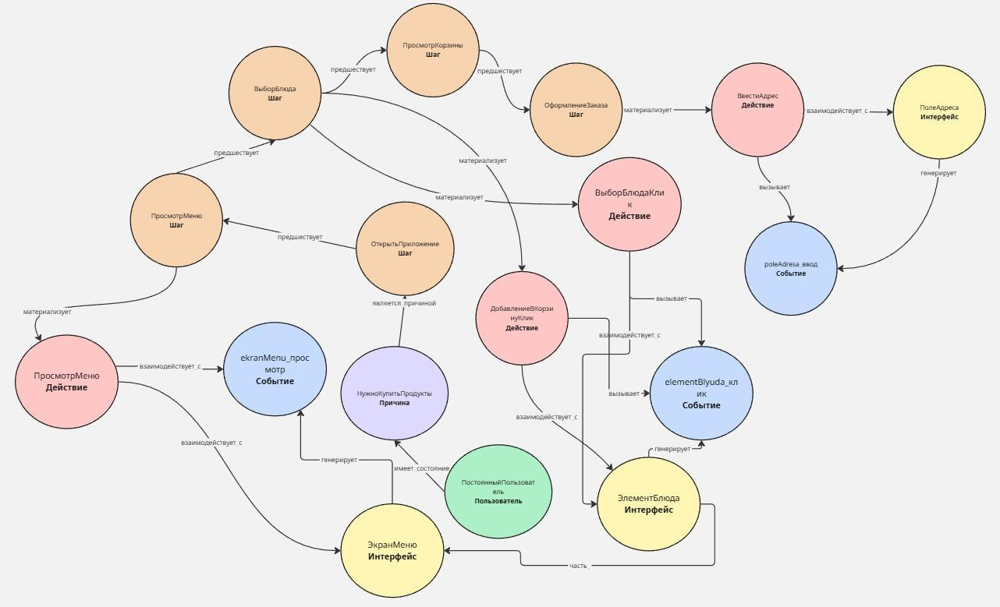 ПросмотрКорзины
Шаг
предшествует
предшествует
ВыборБлюда
Шаг
ОформлениеЗаказа
Шаг
материализует
ВвестиАдрес
Действие
взаимодействует_с
ПолеАдреса
Интерфейс
предшествует
материализует
генерирует
вызывает
материализует
ВыборБлюдаКли
к
Действие
ПросмотрМеню
Шаг
предшествует
ОткрытьПриложение
Шаг
poleAdresa_ввод
Событие
является_причиной
вызывает
материализует
ДобавлениеВКорзи
нуКлик
Действие
взаимодействует_с
ПросмотрМеню
Действие
взаимодействует_с
ekranMenu_прос
мотр
Событие
НужноКупитьПродукты
Причина
вызывает
elementBlyuda_кл
ик
Событие
взаимодействует_с
взаимодействует_с
генерирует
генерирует
имеет_состояние
ПостоянныйПользоват
ель
Пользователь
ЭлементБлюда
Интерфейс
ЭкранМеню
Интерфейс
часть_